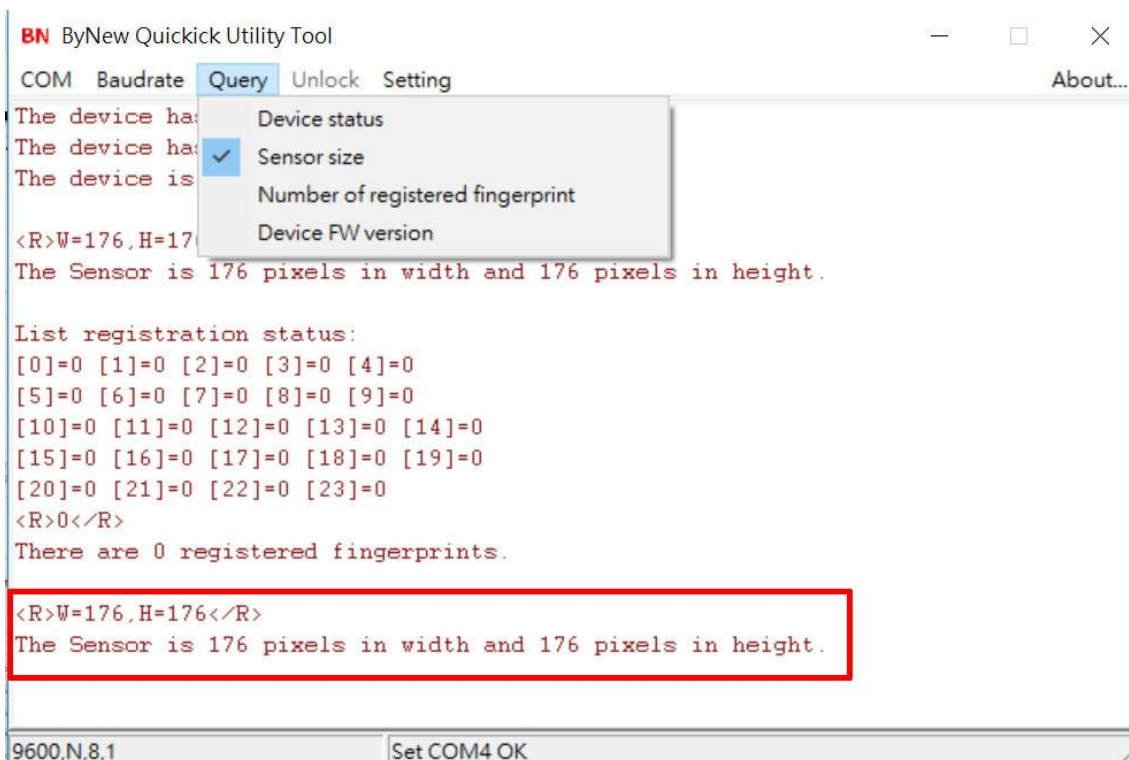 BN ByNew Quickick Utility Tool
COM Baudrate Query Unlock Setting About...
Device status
Sensor size
Number of registered fingerprint
Device FW version
The device has
The device has
The device is
<R>W=176,H=17
The Sensor is 176 pixels in width and 176 pixels in height.
List registration status:
[0]=0 [1]=0 [2]=0 [3]=0 [4]=0
[5]=0 [6]=0 [7]=0 [8]=0 [9]=0
[10]=0 [11]=0 [12]=0 [13]=0 [14]=0
[15]=0 [16]=0 [17]=0 [18]=0 [19]=0
[20]=0 [21]=0 [22]=0 [23]=0
<R>0</R>
There are 0 registered fingerprints.
<R>W=176,H=176</R>
The Sensor is 176 pixels in width and 176 pixels in height.
9600,N,8,1 Set COM4 OK